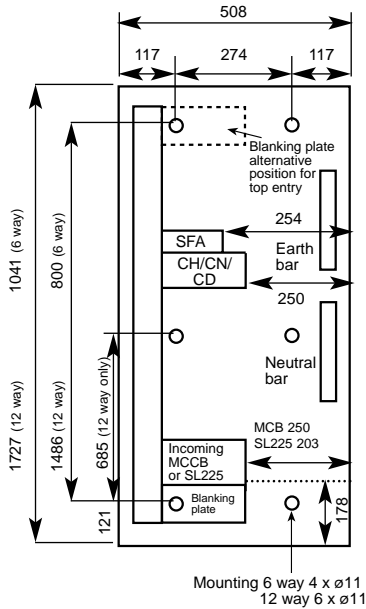 508
117
274
117
Blanking plate
alternative
position for
top entry
254
SFA
Earth
bar
CH/CN/
CD
250
1041 (6 way)
800 (6 way)
1727 (12 way)
1486 (12 way)
685 (12 way only)
121
Neutral
bar
MCB 250
SL225 203
Incoming
MCCB
or SL225
Blanking
plate
178
Mounting 6 way 4 x ø11
12 way 6 x ø11